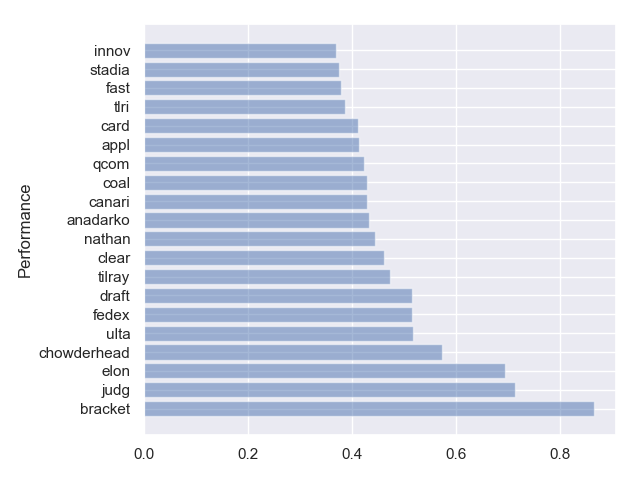 innov
stadia
fast
tlri
card
appl
qcom
coal
canari
anadarko
nathan
clear
tilray
draft
fedex
ulta
chowderhead
elon
judg
bracket
Performance
0.0 0.2 0.4 0.6 0.8